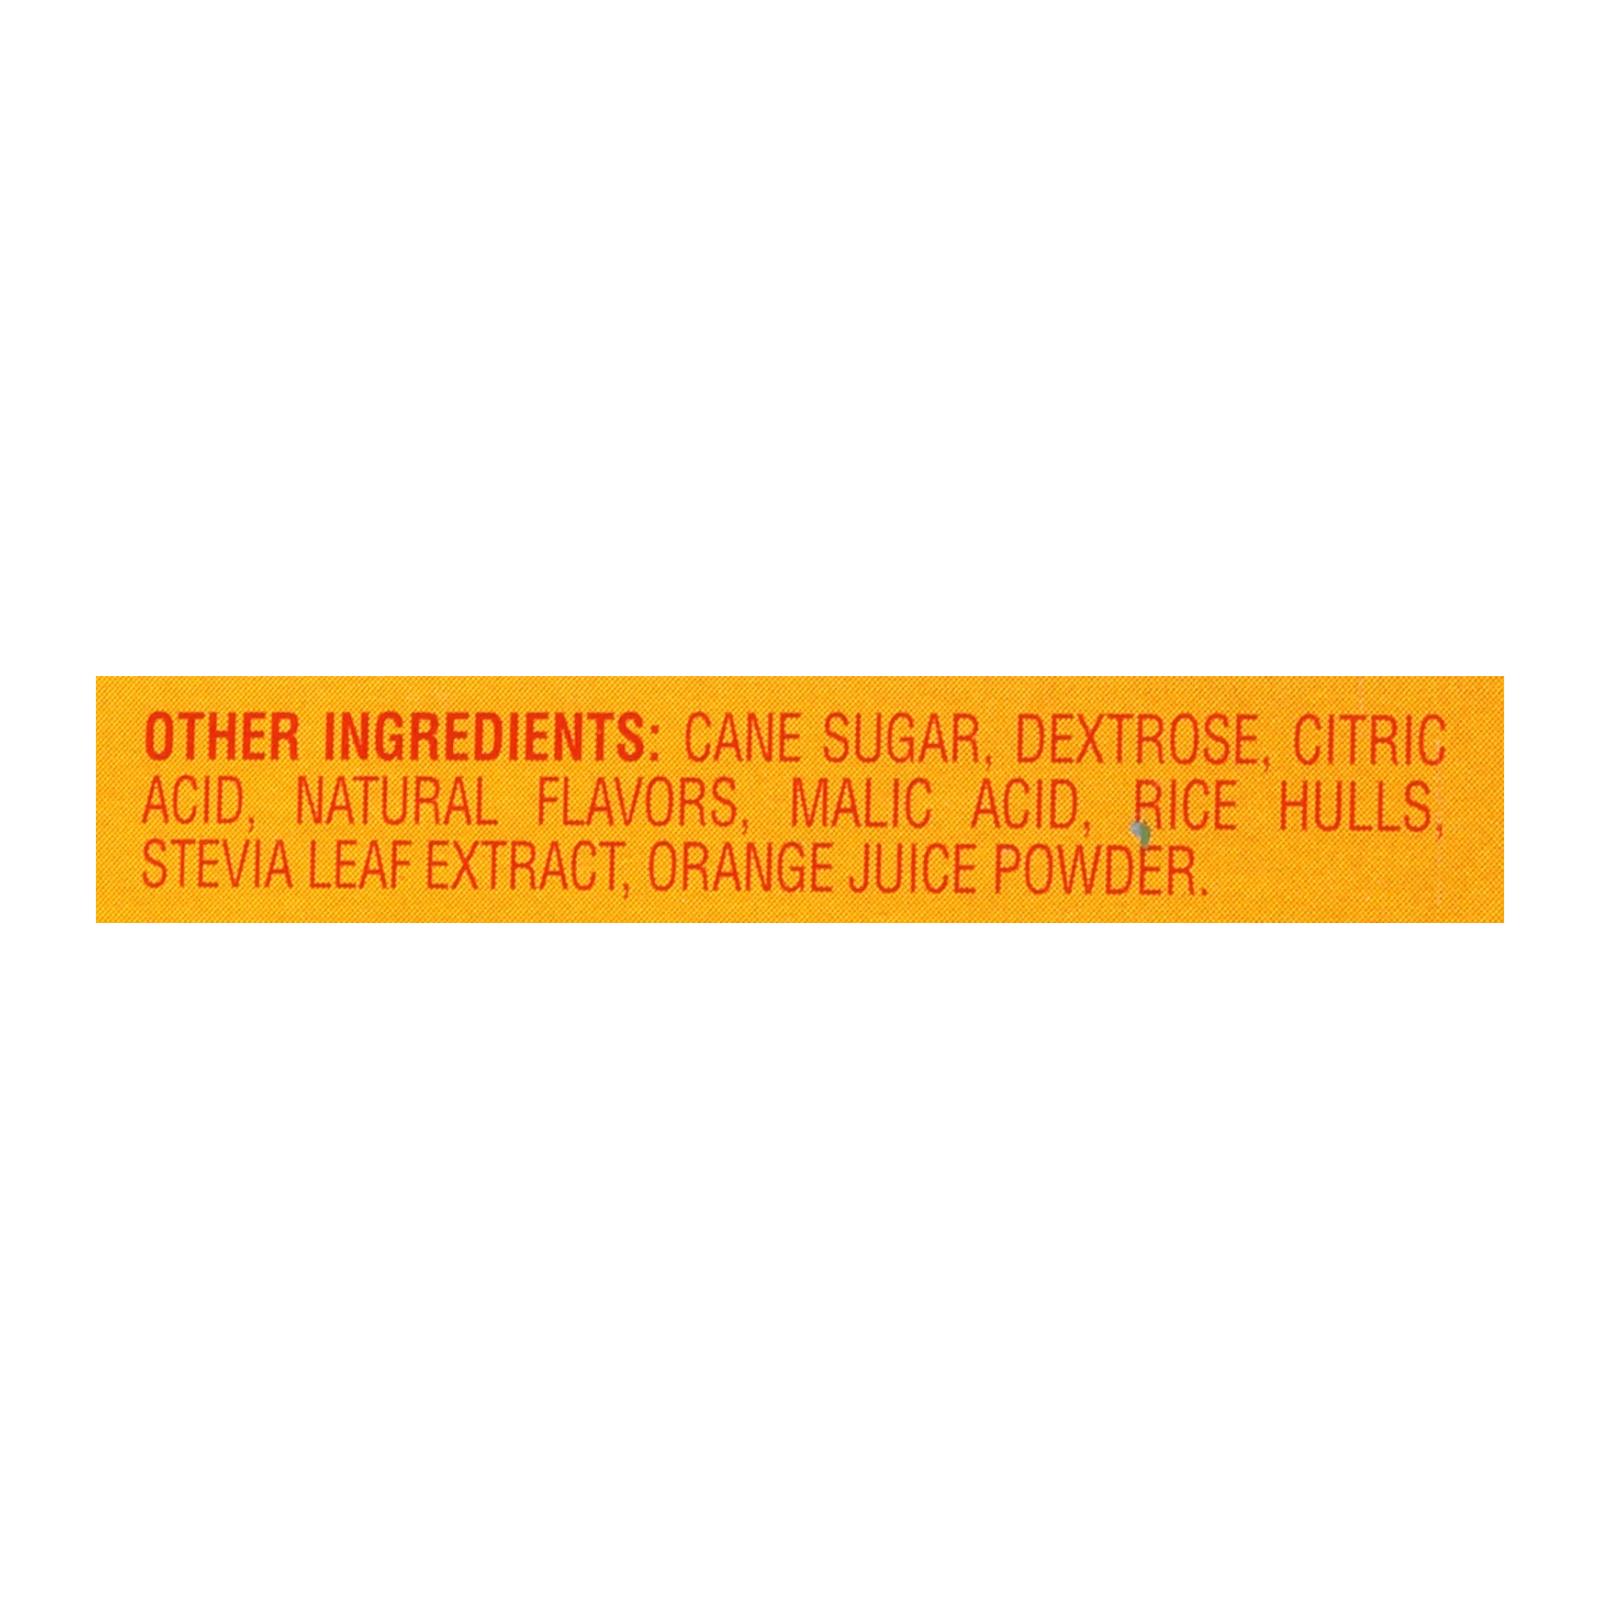 OTHER INGREDIENTS: CANE SUGAR, DEXTROSE, CITRIC
ACID, NATURAL FLAVORS, MALIC ACID, RICE HULLS,
STEVIA LEAF EXTRACT, ORANGE JUICE POWDER.